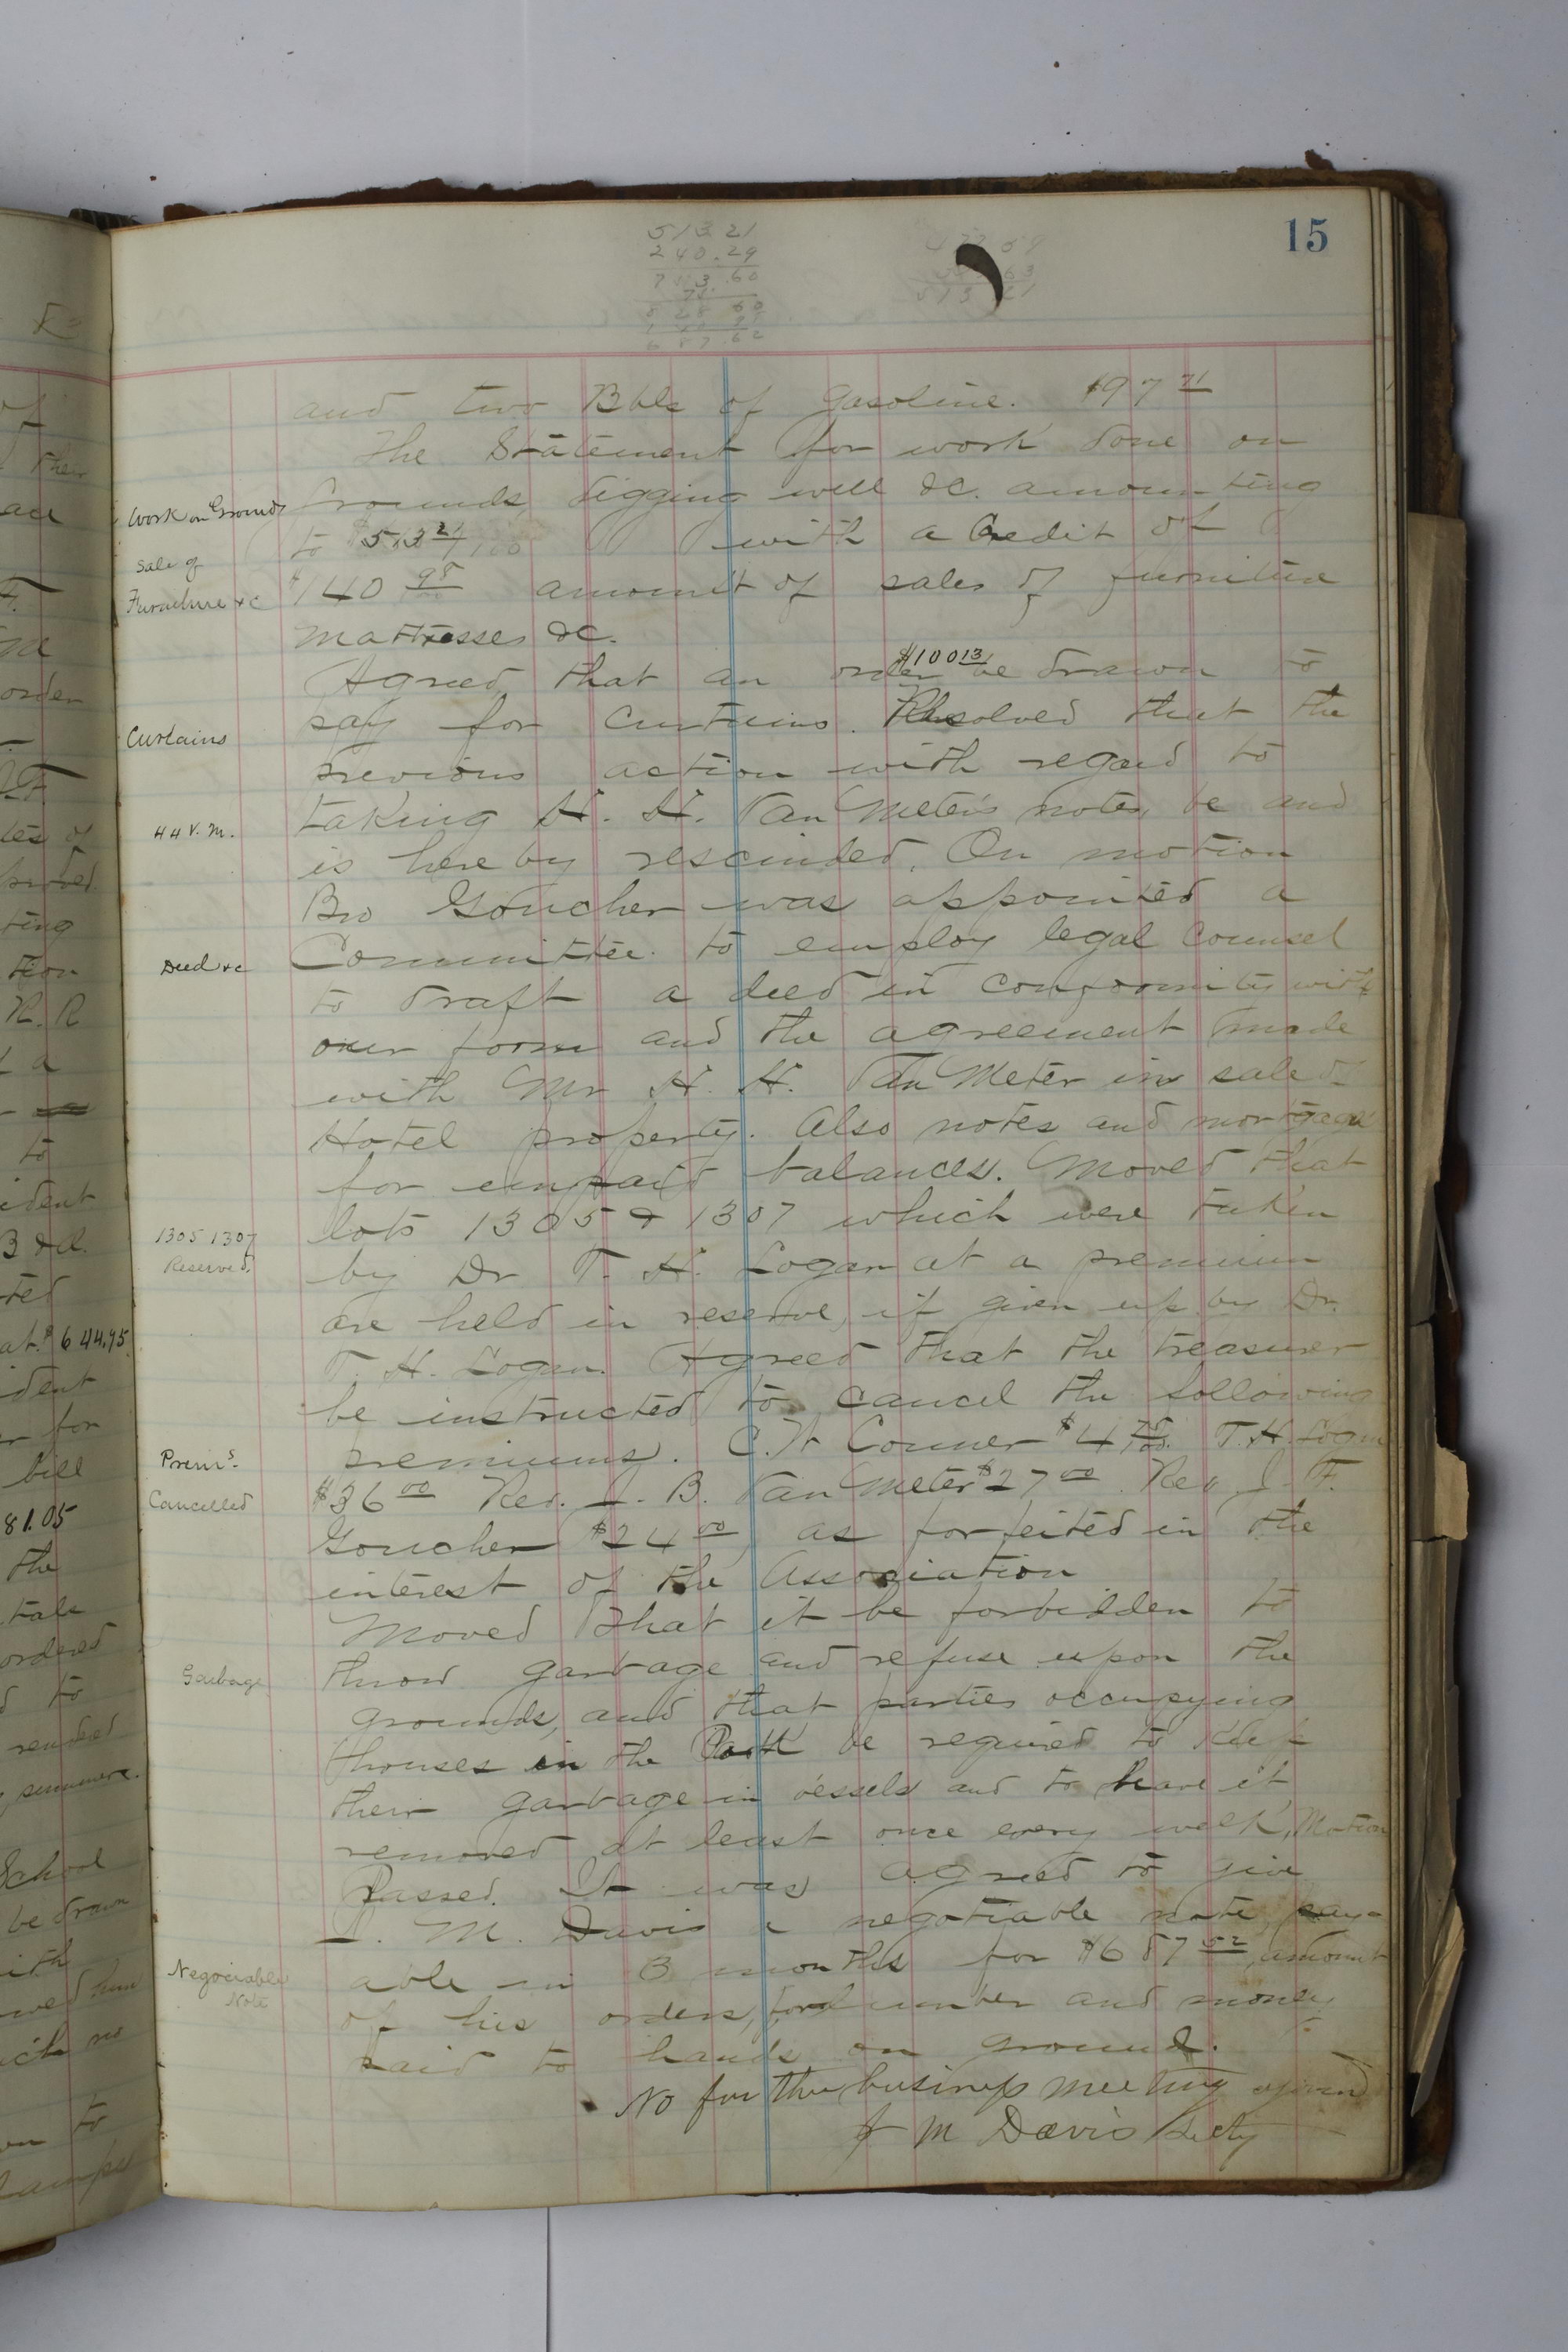 15
513 21
240.29
and two Bbls of Gasoline. $97 71
The Statement for work done on
Work on Grounds
Grounds digging well &c. amounting
to $513 21/100 with a Credit of
Sale of
Furniture &c
$140 95 amount of sales of furniture
Mattresses &c.
$100 13
Agreed that an order be drawn to
Curtains
pay for Curtains. Resolved that the
previous action with regard to
H H V. M.
taking H. H. Van Meter's notes, be and
is hereby rescinded. On motion
Bro Goucher was appointed a
Deed &c
Committee to employ legal Counsel
to draft a deed in conformity with
our form and the agreement made
with Mr H. H. Van Meter in sale of
Hotel property. Also notes and mortgage
for unpaid balances. Moved that
1305 1307
Reserved.
lots 1305 & 1307 which were taken
by Dr T. H. Logan at a premium
are held in reserve, if given up by Dr.
T. H. Logan. Agreed that the treasurer
be instructed to cancel the following
Prem's.
Cancelled
premiums. C. W Conner $4 T. H. Logan
$36 00 Rev. J. B. Van Meter $27 00 Rev J. F.
Goucher $24 00, as forfeited in the
interest of the Association
Moved that it be forbidden to
Garbage
throw garbage and refuse upon the
grounds, and that parties occupying
houses in the Park be required to keep
their garbage in vessels and to have it
removed at least once every week, Motion
Passed. It was agreed to give
J. M. Davis a negotiable note, pay-
Negociable
Note
able in 3 months for $687 52 amount
of his orders, for lumber and money
paid to hands on ground.
No further business meeting adjourned
J M Davis Secty